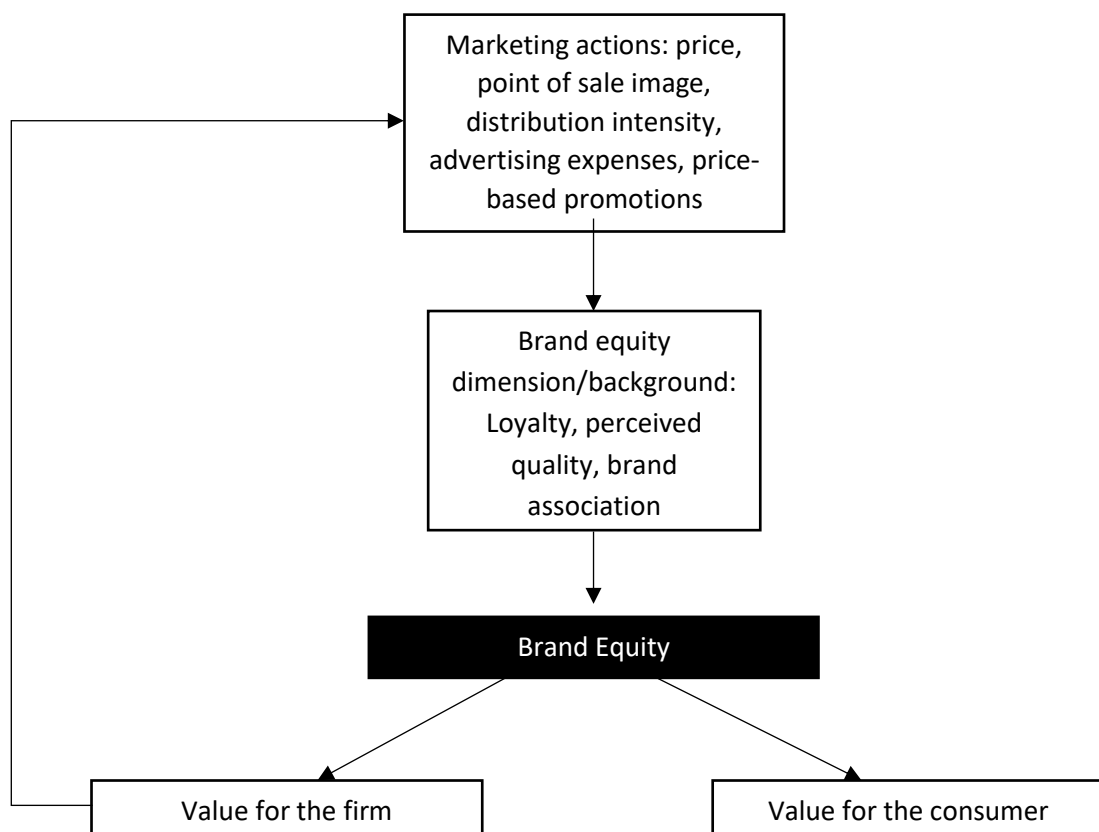 Marketing actions: price,
point of sale image,
distribution intensity,
advertising expenses, price-
based promotions
Brand equity
dimension/background:
Loyalty, perceived
quality, brand
association
Brand Equity
Value for the firm
Value for the consumer